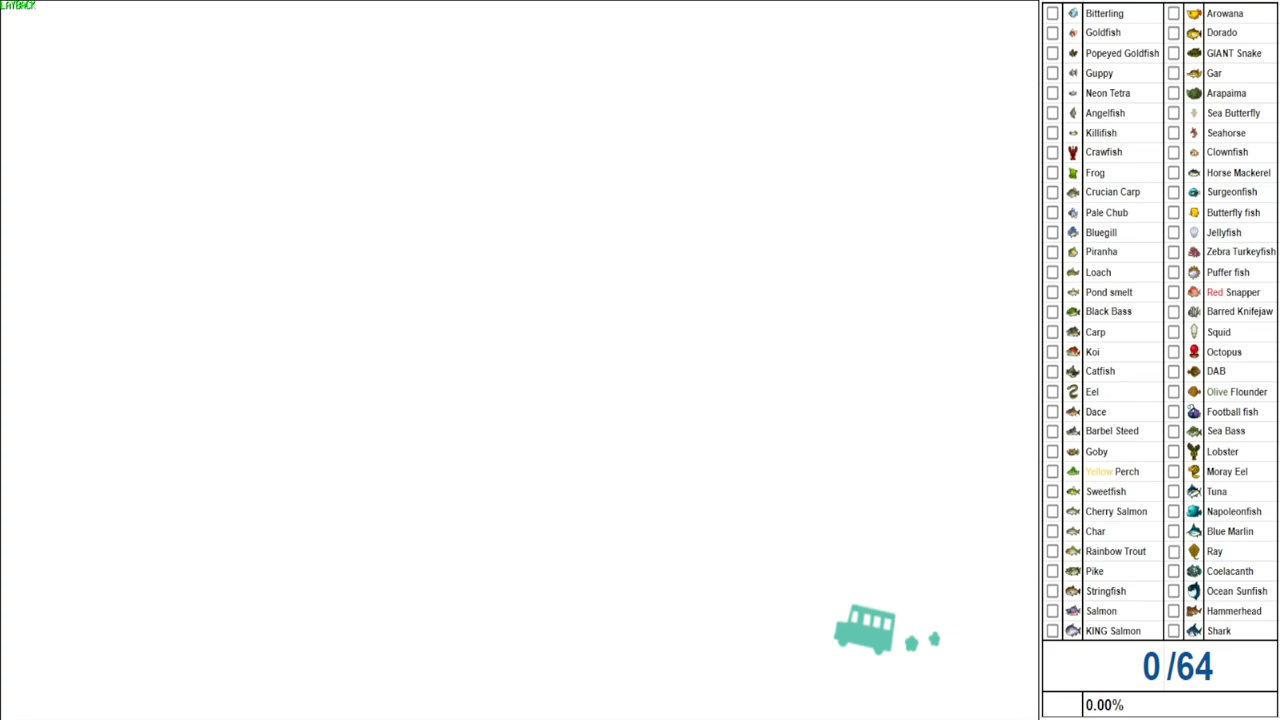 LAYBACK
Bitterling Arowana
Goldfish Dorado
Popeyed Goldfish GIANT Snake
Guppy Gar
Neon Tetra Arapaima
Angelfish Sea Butterfly
Killifish Seahorse
Crawfish Clownfish
Frog Horse Mackerel
Crucian Carp Surgeonfish
Pale Chub Butterfly fish
Bluegill Jellyfish
Piranha Zebra Turkeyfish
Loach Puffer fish
Pond smelt Red Snapper
Black Bass Barred Knifejaw
Carp Squid
Koi Octopus
Catfish DAB
Eel Olive Flounder
Dace Football fish
Barbel Steed Sea Bass
Goby Lobster
Yellow Perch Moray Eel
Sweetfish Tuna
Cherry Salmon Napoleonfish
Char Blue Marlin
Rainbow Trout Ray
Pike Coelacanth
Stringfish Ocean Sunfish
Salmon Hammerhead
KING Salmon Shark
0/64
0.00%